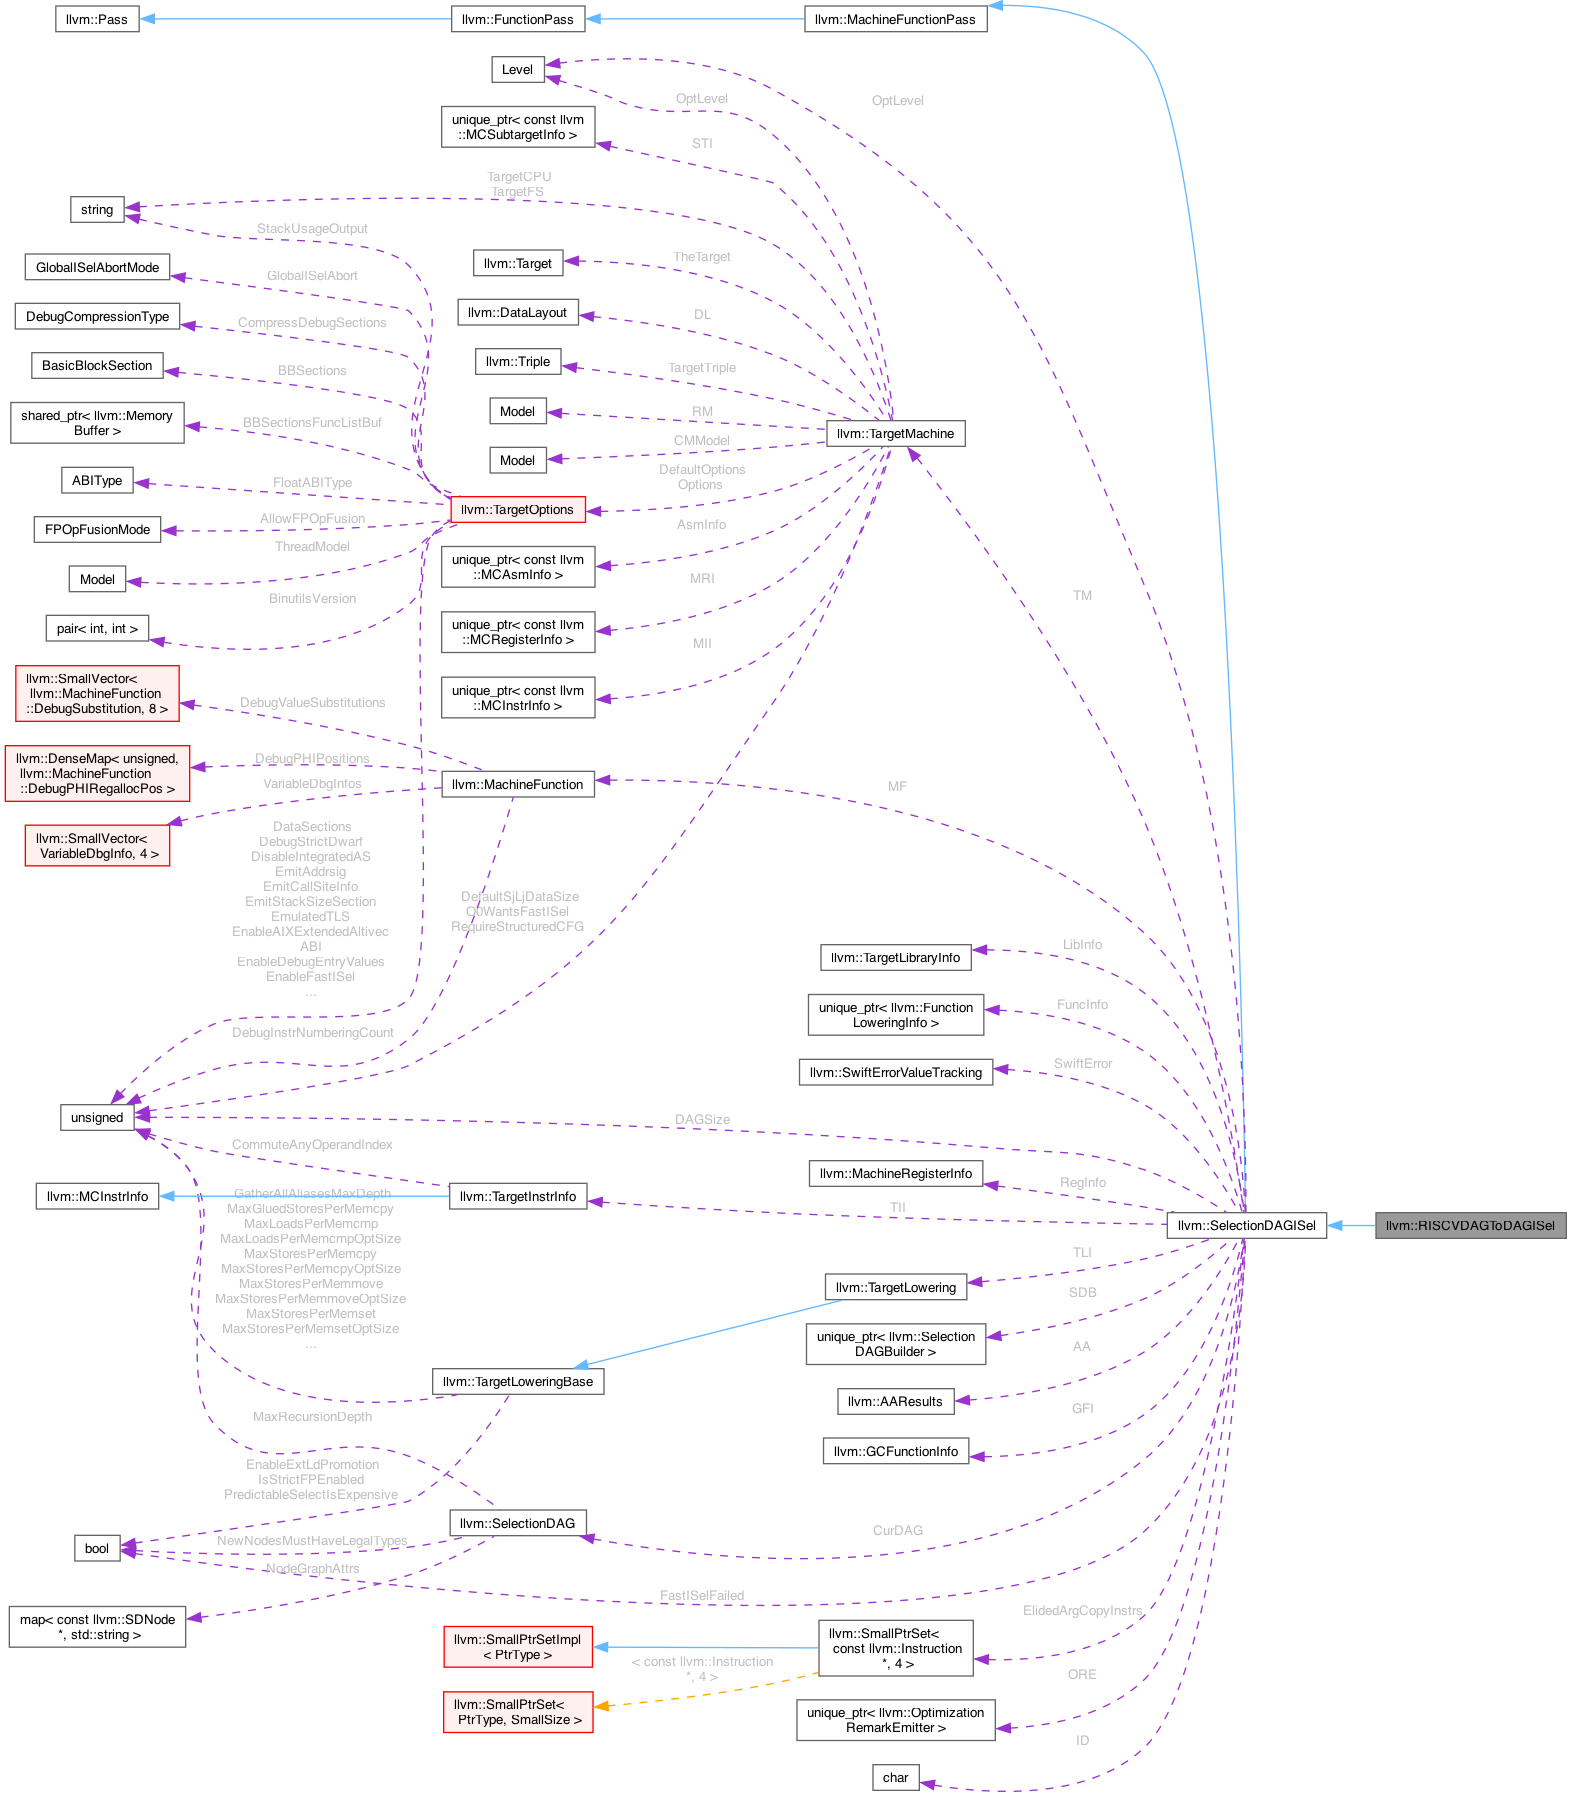 llvm::Pass
llvm::FunctionPass
llvm::MachineFunctionPass
Level
OptLevel
OptLevel
unique_ptr< const llvm
::MCSubtargetInfo >
STI
TargetCPU
TargetFS
string
StackUsageOutput
GlobalISelAbortMode
GlobalISelAbort
llvm::Target
TheTarget
DebugCompressionType
CompressDebugSections
llvm::DataLayout
DL
BasicBlockSection
BBSections
llvm::Triple
TargetTriple
shared_ptr< llvm::Memory
Buffer >
BBSectionsFuncListBuf
Model
RM
llvm::TargetMachine
Model
CMModel
ABIType
FloatABIType
DefaultOptions
Options
llvm::TargetOptions
FPOpFusionMode
AllowFPOpFusion
AsmInfo
ThreadModel
Model
unique_ptr< const llvm
::MCAsmInfo >
MRI
TM
BinutilsVersion
pair< int, int >
unique_ptr< const llvm
::MCRegisterInfo >
MII
llvm::SmallVector<
llvm::MachineFunction
::DebugSubstitution, 8 >
DebugValueSubstitutions
unique_ptr< const llvm
::MCInstrInfo >
llvm::DenseMap< unsigned,
llvm::MachineFunction
::DebugPHIRegallocPos >
DebugPHIPositions
VariableDbgInfos
llvm::MachineFunction
MF
llvm::SmallVector<
VariableDbgInfo, 4 >
DataSections
DebugStrictDwarf
DisableIntegratedAS
EmitAddrsig
EmitCallSiteInfo
EmitStackSizeSection
EmulatedTLS
EnableAIXExtendedAltivec
ABI
EnableDebugEntryValues
EnableFastISel
...
DefaultSjLjDataSize
O0WantsFastISel
RequireStructuredCFG
llvm::TargetLibraryInfo
LibInfo
unique_ptr< llvm::Function
LoweringInfo >
FuncInfo
DebugInstrNumberingCount
llvm::SwiftErrorValueTracking
SwiftError
unsigned
DAGSize
CommuteAnyOperandIndex
llvm::MachineRegisterInfo
RegInfo
llvm::MCInstrInfo
llvm::TargetInstrInfo
TII
llvm::SelectionDAGISel
llvm::RISCVDAGToDAGISel
GatherAllAliasesMaxDepth
MaxGluedStoresPerMemcpy
MaxLoadsPerMemcmp
MaxLoadsPerMemcmpOptSize
MaxStoresPerMemcpy
MaxStoresPerMemcpyOptSize
MaxStoresPerMemmove
MaxStoresPerMemmoveOptSize
MaxStoresPerMemset
MaxStoresPerMemsetOptSize
...
TLI
llvm::TargetLowering
SDB
unique_ptr< llvm::Selection
DAGBuilder >
AA
llvm::TargetLoweringBase
llvm::AAResults
GFI
MaxRecursionDepth
llvm::GCFunctionInfo
EnableExtLdPromotion
IsStrictFPEnabled
PredictableSelectIsExpensive
llvm::SelectionDAG
CurDAG
bool
NewNodesMustHaveLegalTypes
NodeGraphAttrs
FastISelFailed
map< const llvm::SDNode
*, std::string >
ElidedArgCopyInstrs
llvm::SmallPtrSetImpl
< PtrType >
llvm::SmallPtrSet<
const llvm::Instruction
*, 4 >
< const llvm::Instruction
*, 4 >
ORE
llvm::SmallPtrSet<
PtrType, SmallSize >
unique_ptr< llvm::Optimization
RemarkEmitter >
ID
char